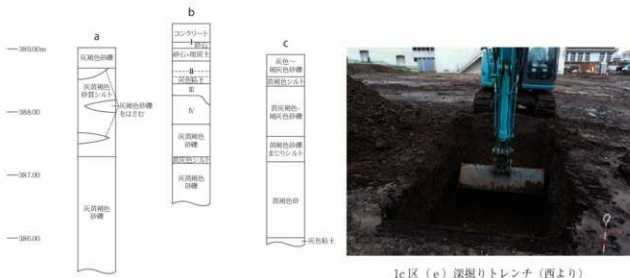 389.00m
388.00
387.00
386.00
a
灰褐色砂礫
灰黄褐色
砂質シルト
灰褐色砂礫
をはさむ
灰黄褐色
砂礫
b
コンクリート
I
砕石
砕石+埋戻土
II
灰色粘土
III
IV
灰黄褐色
砂礫
黄灰色シルト
灰黄褐色
砂礫
c
灰色~
褐灰色砂礫
黄褐色シルト
黄灰褐色~
褐灰色砂礫
黄褐色砂礫
まじりシルト
黄褐色砂
灰色粘土
1c区(e)深掘りトレンチ(西より)